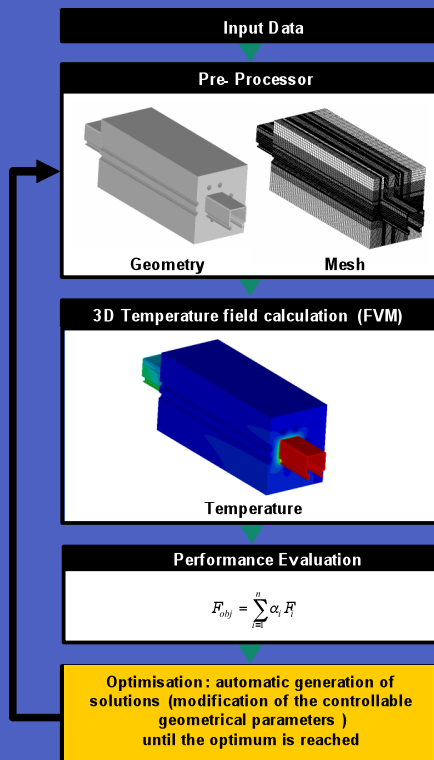 Input Data
Pre- Processor
Geometry
Mesh
3D Temperature field calculation (FVM)
Temperature
Performance Evaluation
F_obj = \sum_{i=1}^{n} α_i F_i
Optimisation: automatic generation of
solutions (modification of the controllable
geometrical parameters )
until the optimum is reached